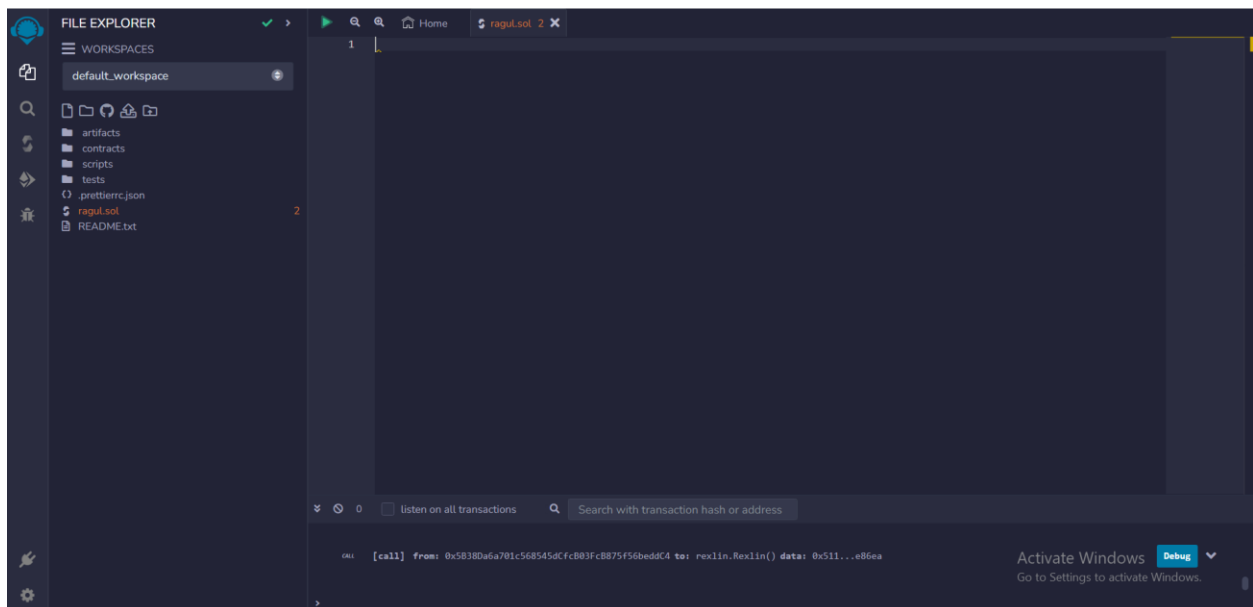 FILE EXPLORER
WORKSPACES
default_workspace
artifacts
contracts
scripts
tests
.prettierrc.json
ragul.sol 2
README.txt
Home
ragul.sol 2
1
0 listen on all transactions
Search with transaction hash or address
CALL [call] from: 0x5B38Da6a701c568545dCfcB03FcB875f56beddC4 to: rexlin.Rexlin() data: 0x511...e86ea
Debug
Activate Windows
Go to Settings to activate Windows.
>